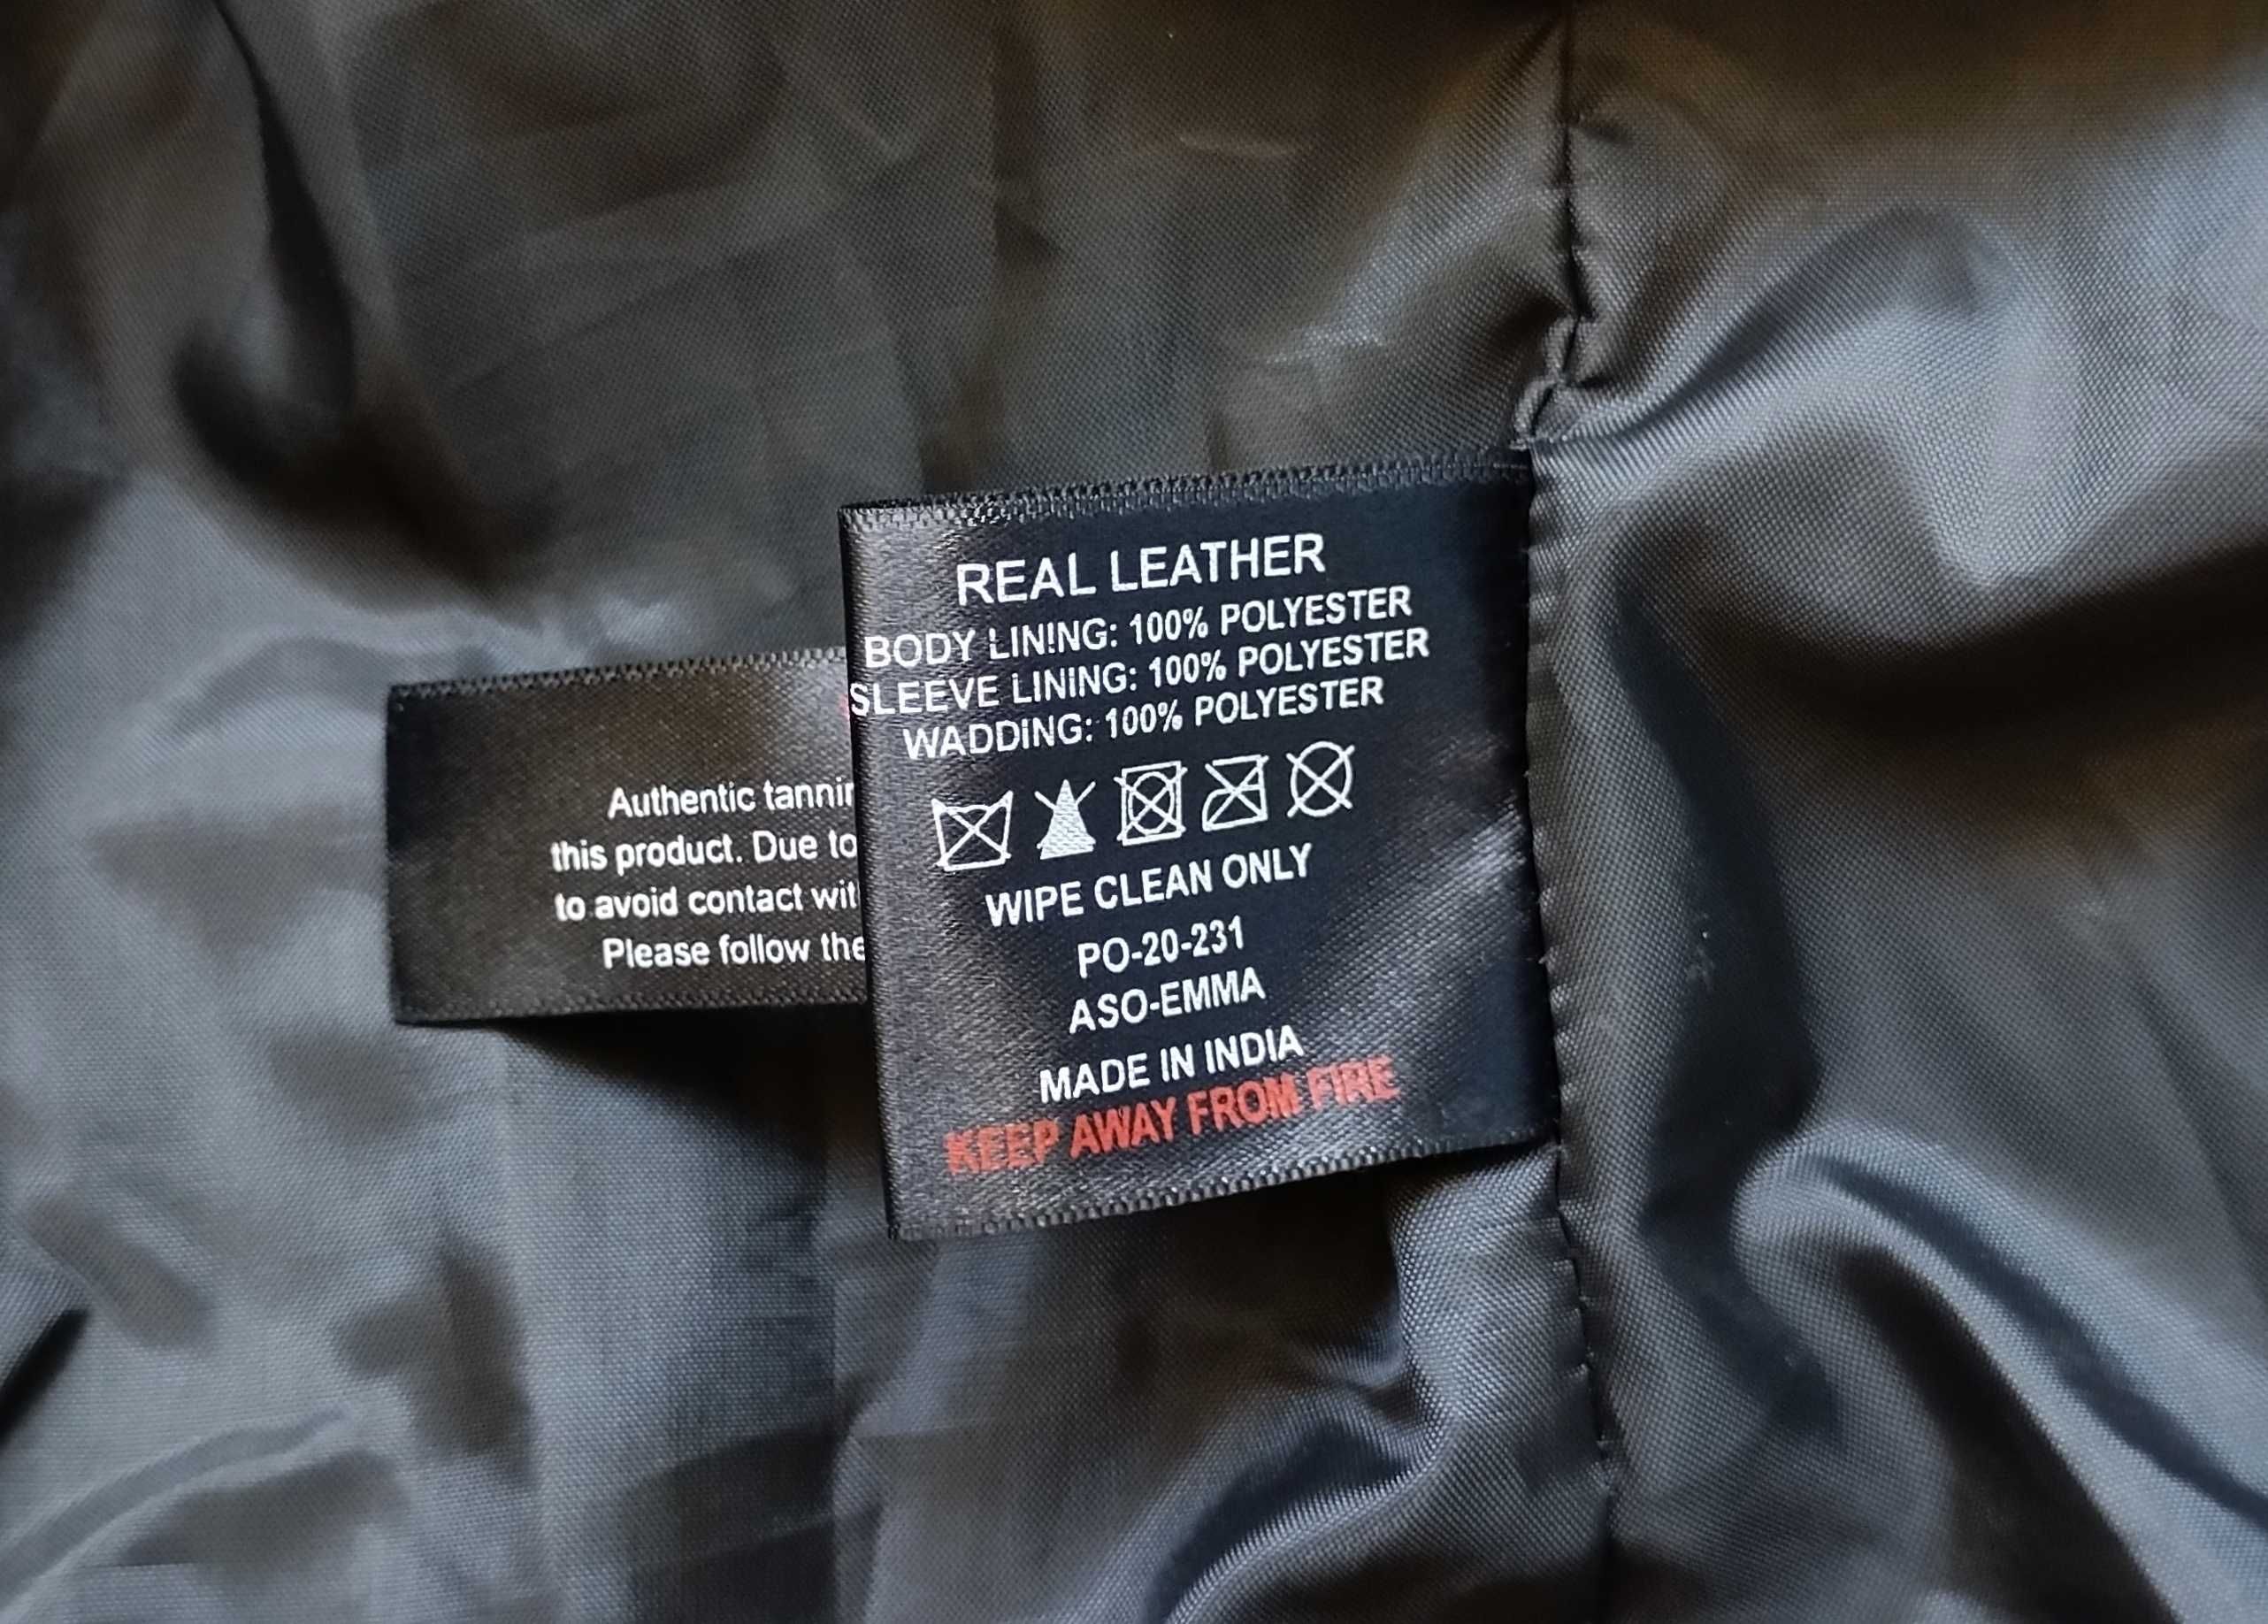 REAL LEATHER
BODY LINING: 100% POLYESTER
SLEEVE LINING: 100% POLYESTER
WADDING: 100% POLYESTER
WIPE CLEAN ONLY
PO-20-231
ASO-EMMA
MADE IN INDIA
KEEP AWAY FROM FIRE
Authentic
this product. Due to
to avoid contact
Please follow the